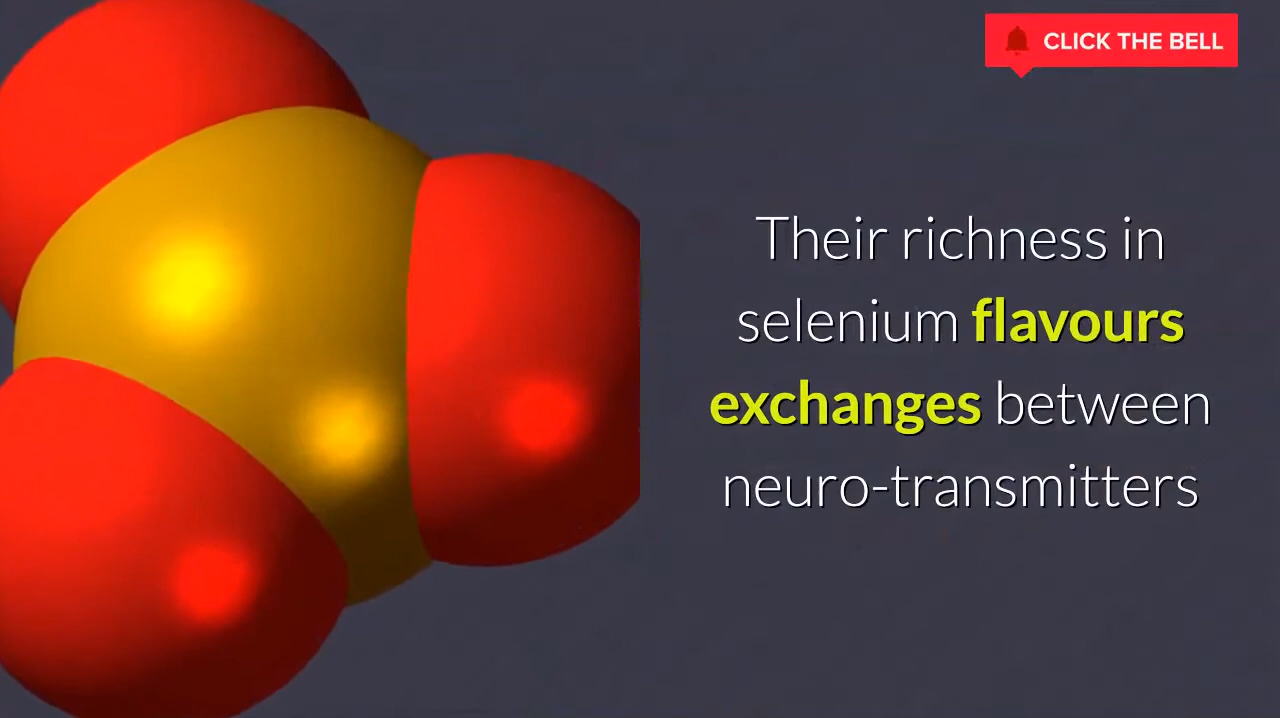 CLICK THE BELL
Their richness in
selenium flavours
exchanges between
neuro-transmitters